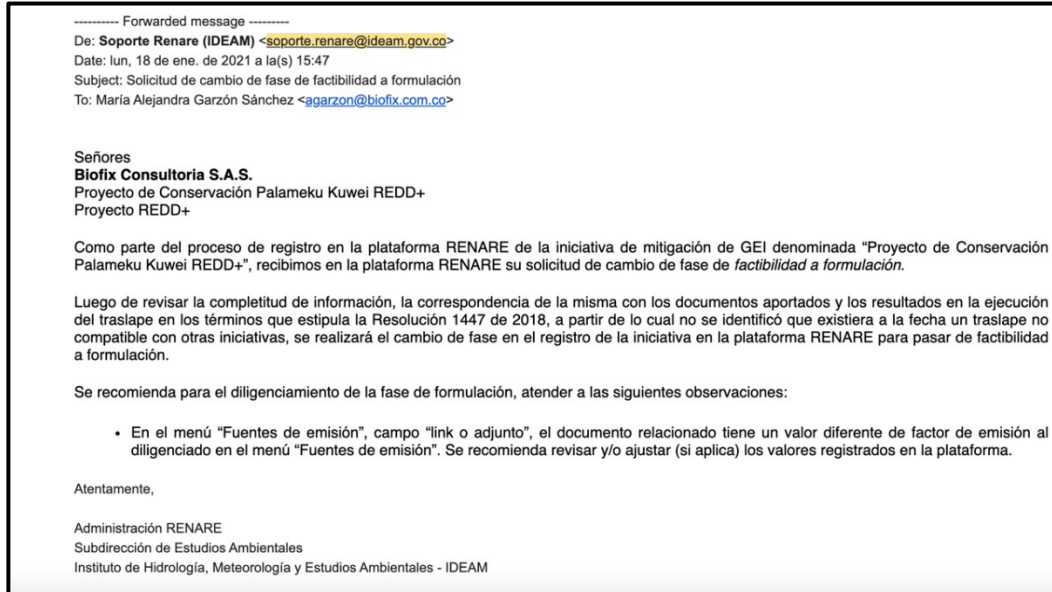 ---------- Forwarded message ---------
De: Soporte Renare (IDEAM) <soporte.renare@ideam.gov.co>
Date: lun, 18 de ene. de 2021 a la(s) 15:47
Subject: Solicitud de cambio de fase de factibilidad a formulación
To: María Alejandra Garzón Sánchez <agarzon@biofix.com.co>
Señores
Biofix Consultoria S.A.S.
Proyecto de Conservación Palameku Kuwei REDD+
Proyecto REDD+
Como parte del proceso de registro en la plataforma RENARE de la iniciativa de mitigación de GEI denominada “Proyecto de Conservación
Palameku Kuwei REDD+”, recibimos en la plataforma RENARE su solicitud de cambio de fase de factibilidad a formulación.
Luego de revisar la completitud de información, la correspondencia de la misma con los documentos aportados y los resultados en la ejecución
del traslape en los términos que estipula la Resolución 1447 de 2018, a partir de lo cual no se identificó que existiera a la fecha un traslape no
compatible con otras iniciativas, se realizará el cambio de fase en el registro de la iniciativa en la plataforma RENARE para pasar de factibilidad
a formulación.
Se recomienda para el diligenciamiento de la fase de formulación, atender a las siguientes observaciones:
• En el menú “Fuentes de emisión”, campo “link o adjunto”, el documento relacionado tiene un valor diferente de factor de emisión al
diligenciado en el menú “Fuentes de emisión”. Se recomienda revisar y/o ajustar (si aplica) los valores registrados en la plataforma.
Atentamente,
Administración RENARE
Subdirección de Estudios Ambientales
Instituto de Hidrología, Meteorología y Estudios Ambientales - IDEAM